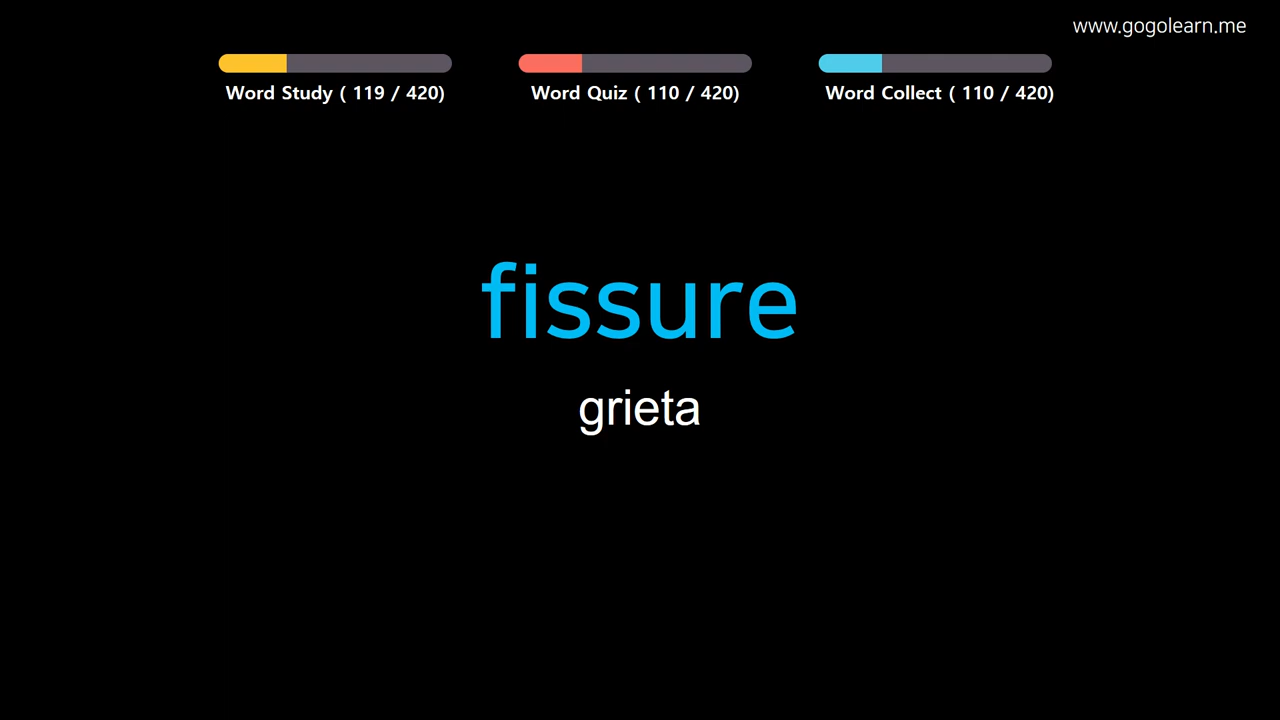 www.gogolearn.me
Word Study ( 119 / 420)
Word Quiz ( 110 / 420)
Word Collect ( 110 / 420)
fissure
grieta